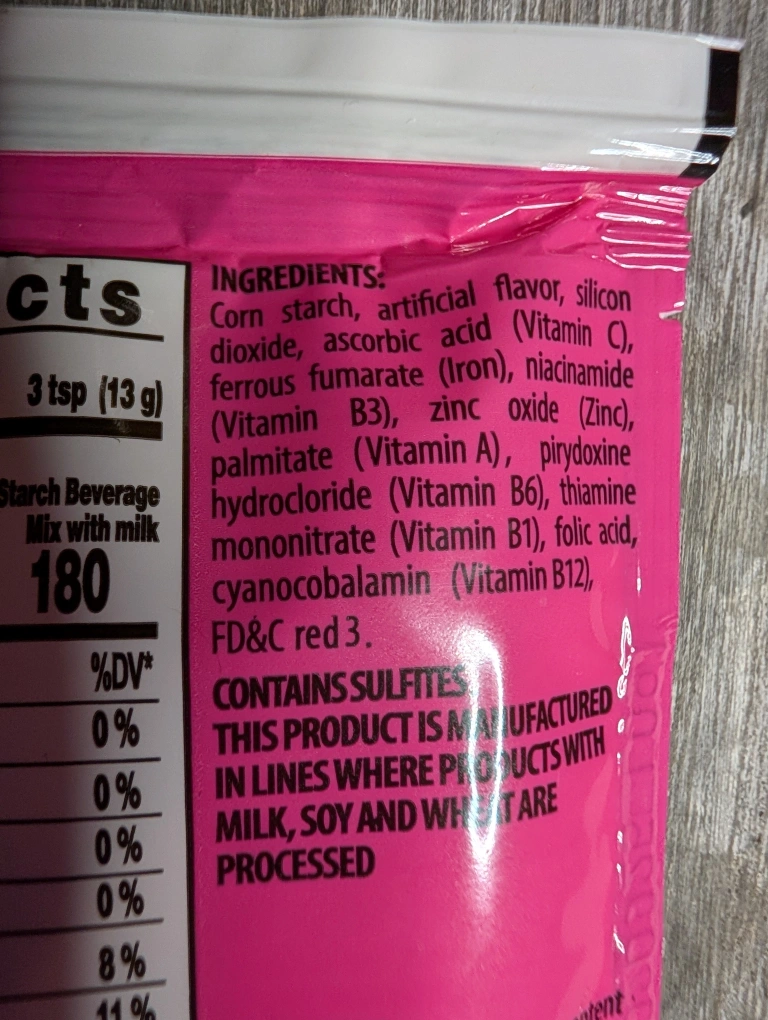 cts
3 tsp (13 g)
Starch Beverage
Mix with milk
180
%DV*
0%
0%
0%
0%
8%
11%
INGREDIENTS:
Corn starch, artificial flavor, silicon
dioxide, ascorbic acid (Vitamin C),
ferrous fumarate (Iron), niacinamide
(Vitamin B3), zinc oxide (Zinc),
palmitate (Vitamin A), pirydoxine
hydrocloride (Vitamin B6), thiamine
mononitrate (Vitamin B1), folic acid,
cyanocobalamin (Vitamin B12),
FD&C red 3.
CONTAINS SULFITES
THIS PRODUCT IS MANUFACTURED
IN LINES WHERE PRODUCTS WITH
MILK, SOY AND WHEAT ARE
PROCESSED